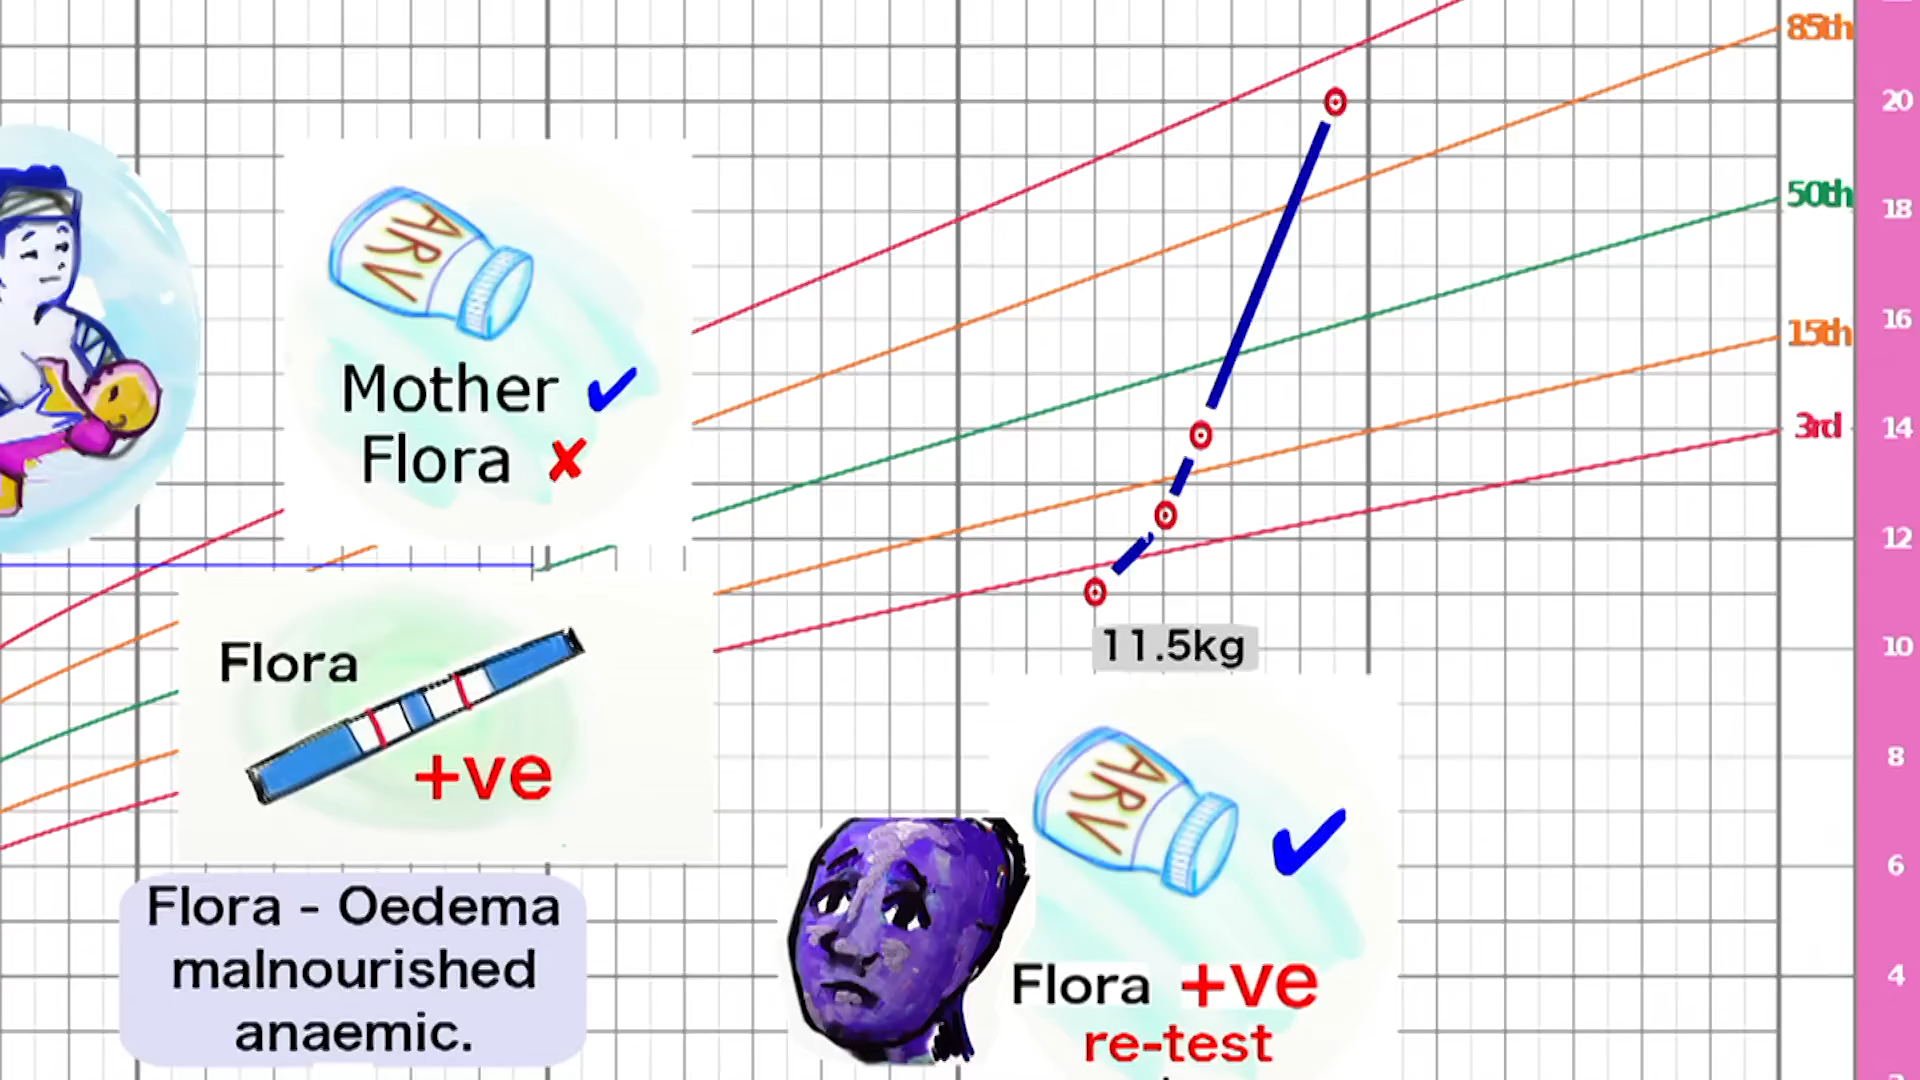 ARV
Mother ✔
Flora ✘
Flora
+ve
Flora - Oedema
malnourished
anaemic.
11.5kg
ARV
✔
Flora +ve
re-test
85th
50th
15th
3rd
20
18
16
14
12
10
8
6
4